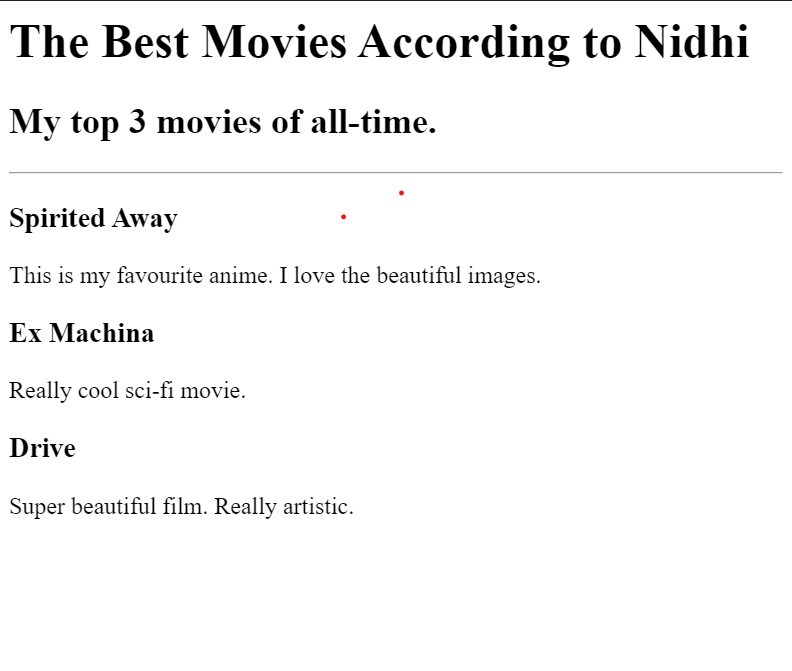 The Best Movies According to Nidhi
My top 3 movies of all-time.
Spirited Away
This is my favourite anime. I love the beautiful images.
Ex Machina
Really cool sci-fi movie.
Drive
Super beautiful film. Really artistic.